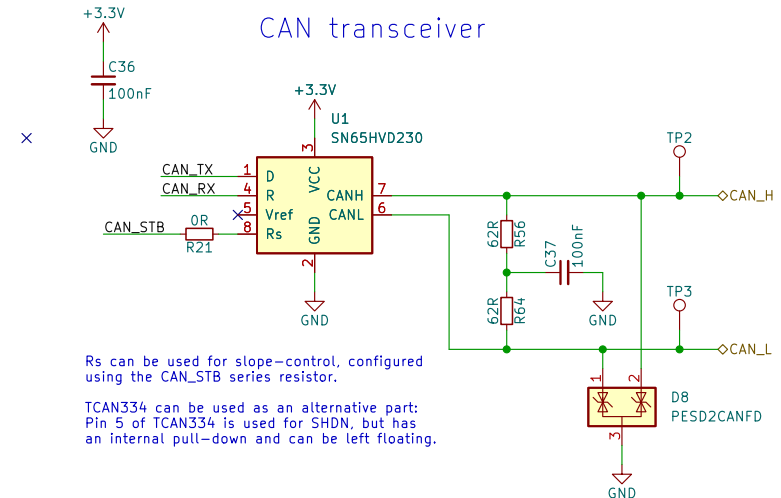 CAN transceiver
+3.3V
C36
100nF
GND
+3.3V
U1
SN65HVD230
3
VCC
CAN_TX
1
D
CAN_RX
4
R
5
Vref
CAN_STB
0R
R21
8
Rs
CANH
7
CANL
6
GND
2
GND
62R
R56
C37
100nF
GND
62R
R64
TP2
CAN_H
TP3
CAN_L
1
2
D8
PESD2CANFD
3
GND
Rs can be used for slope-control, configured
using the CAN_STB series resistor.
TCAN334 can be used as an alternative part:
Pin 5 of TCAN334 is used for SHDN, but has
an internal pull-down and can be left floating.